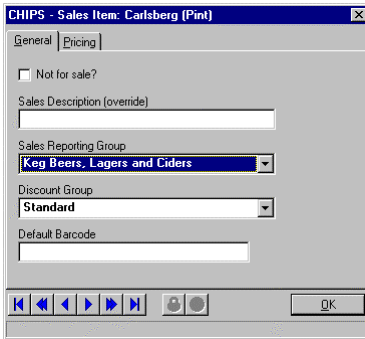 CHIPS - Sales Item: Carlsberg (Pint)
General Pricing
Not for sale?
Sales Description (override)
Sales Reporting Group
Keg Beers, Lagers and Ciders
Discount Group
Standard
Default Barcode
OK